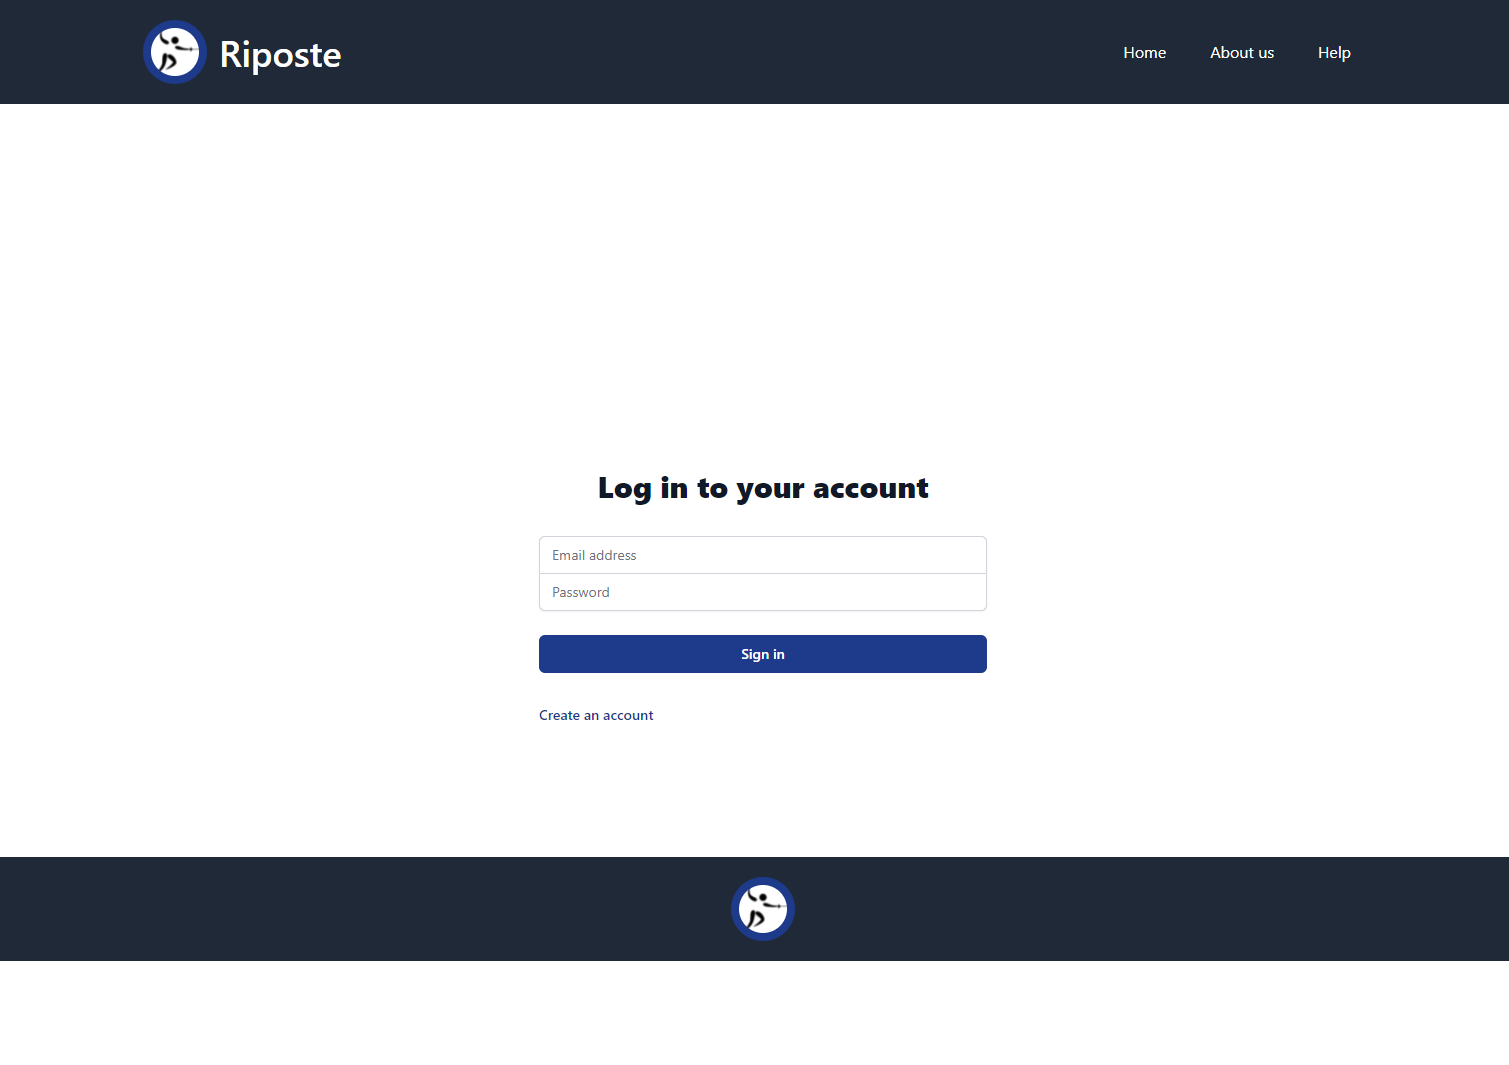 Riposte
Home
About us
Help
Log in to your account
Email address
Password
Sign in
Create an account